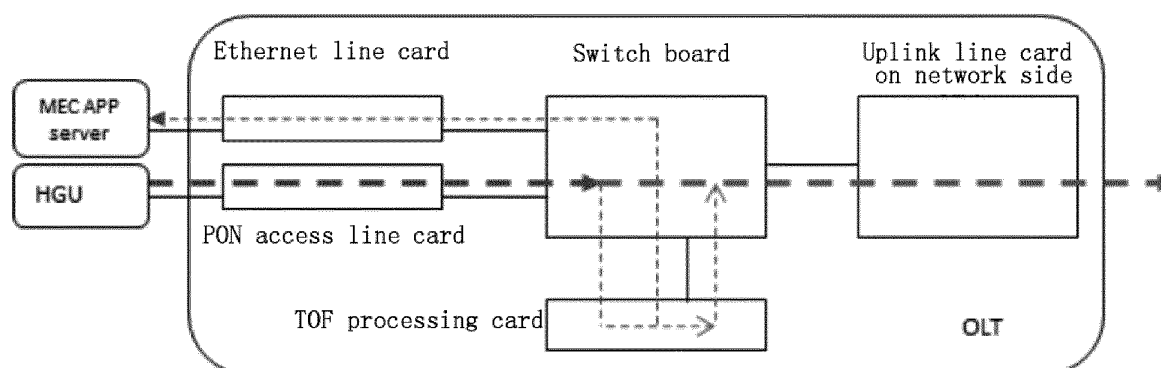 Ethernet line card
Switch board
Uplink line card
on network side
MEC APP
server
HGU
PON access line card
TOF processing card
OLT